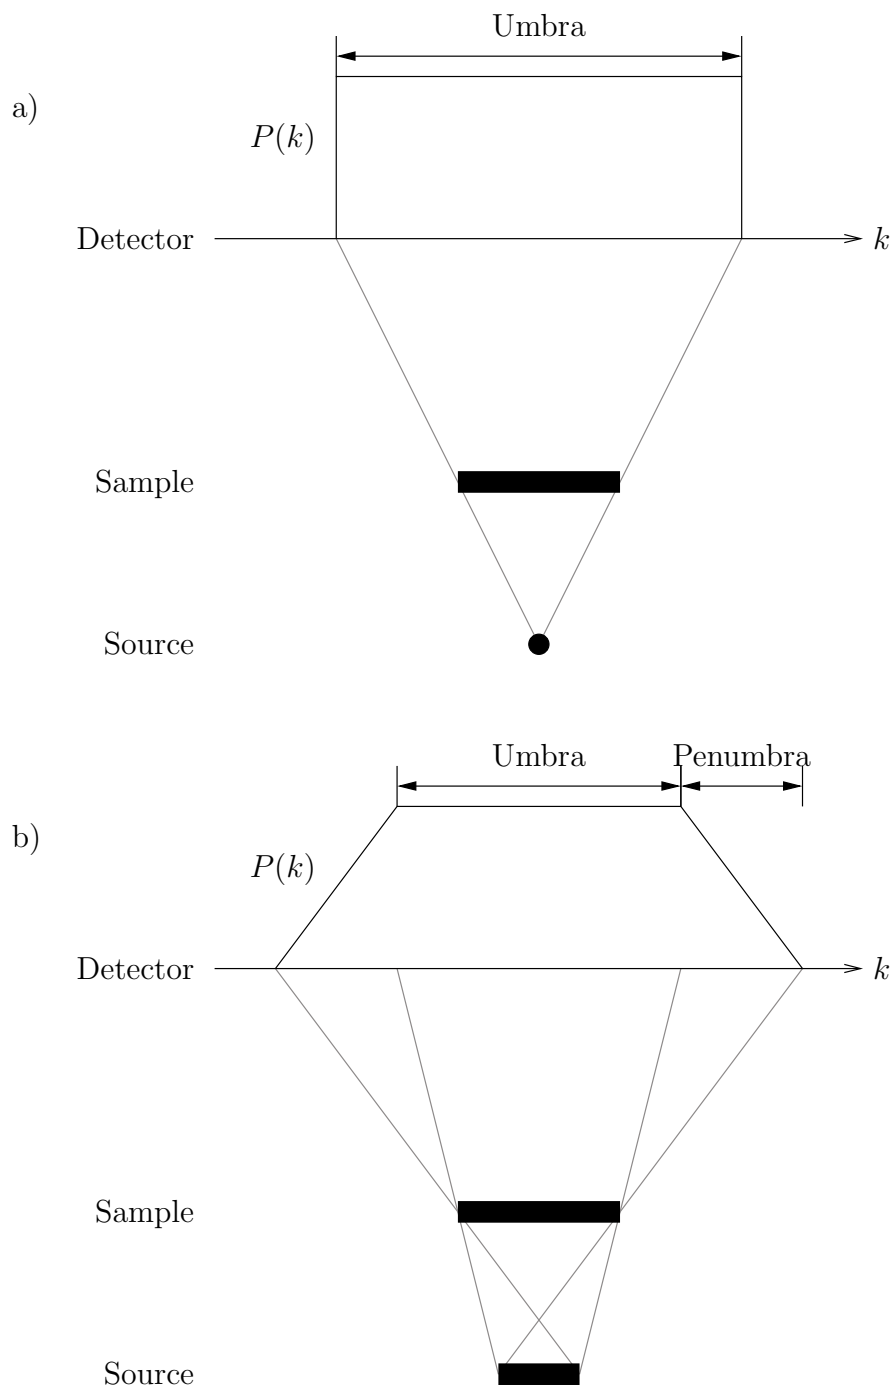 Umbra
a)
P(k)
Detector
k
Sample
Source
Umbra
Penumbra
b)
P(k)
Detector
k
Sample
Source